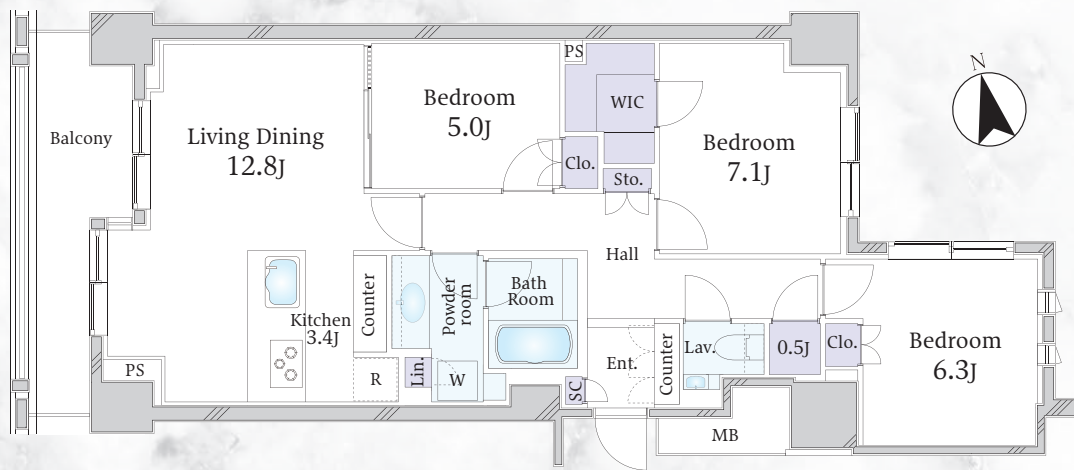 N
PS
WIC
Bedroom
5.0J
Balcony
Living Dining
12.8J
Bedroom
7.1J
Clo.
Sto.
Hall
Counter
Powder
room
Bath
Room
Kitchen
3.4J
Lav.
0.5J
Clo.
Bedroom
6.3J
Ent.
Counter
PS
R
Lin.
W
SC
MB